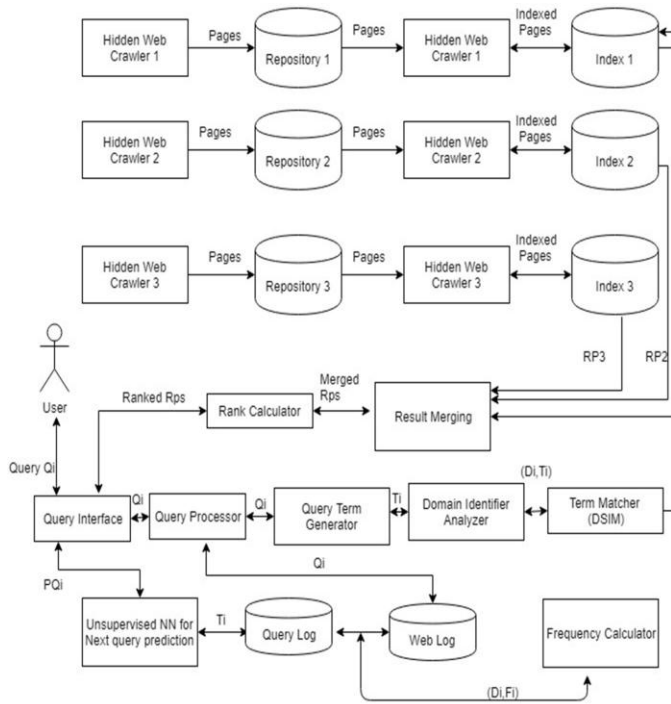 Hidden Web
Crawler 1
Pages
Repository 1
Pages
Hidden Web
Crawler 1
Indexed
Pages
Index 1
Hidden Web
Crawler 2
Pages
Repository 2
Pages
Hidden Web
Crawler 2
Indexed
Pages
Index 2
Hidden Web
Crawler 3
Pages
Repository 3
Pages
Hidden Web
Crawler 3
Indexed
Pages
Index 3
RP3
RP2
User
Ranked Rps
Rank Calculator
Merged
Rps
Result Merging
Query Qi
Query Interface
Qi
Query Processor
Qi
Query Term
Generator
Ti
Domain Identifier
Analyzer
(Di,Ti)
Term Matcher
(DSIM)
PQi
Qi
Unsupervised NN for
Next query prediction
Ti
Query Log
Web Log
Frequency Calculator
(Di,Fi)